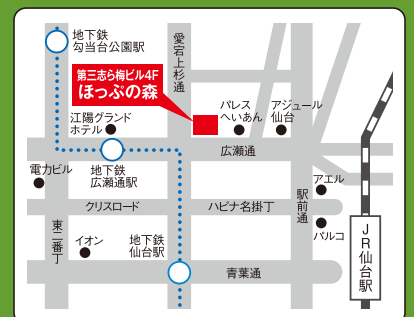 地下鉄
勾当台公園駅
愛宕上杉通
第三志ら梅ビル4F
ほっぷの森
江陽グランド
ホテル
パレス
へいあん
アジュール
仙台
広瀬通
地下鉄
広瀬通駅
電力ビル
アエル
クリスロード
ハピナ名掛丁
駅前通
東二番丁
イオン
地下鉄
仙台駅
パルコ
JR仙台駅
青葉通